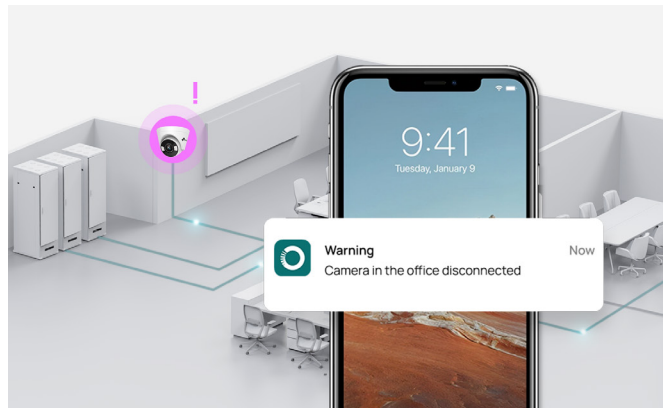 !
9:41
Tuesday, January 9
Warning
Now
Camera in the office disconnected